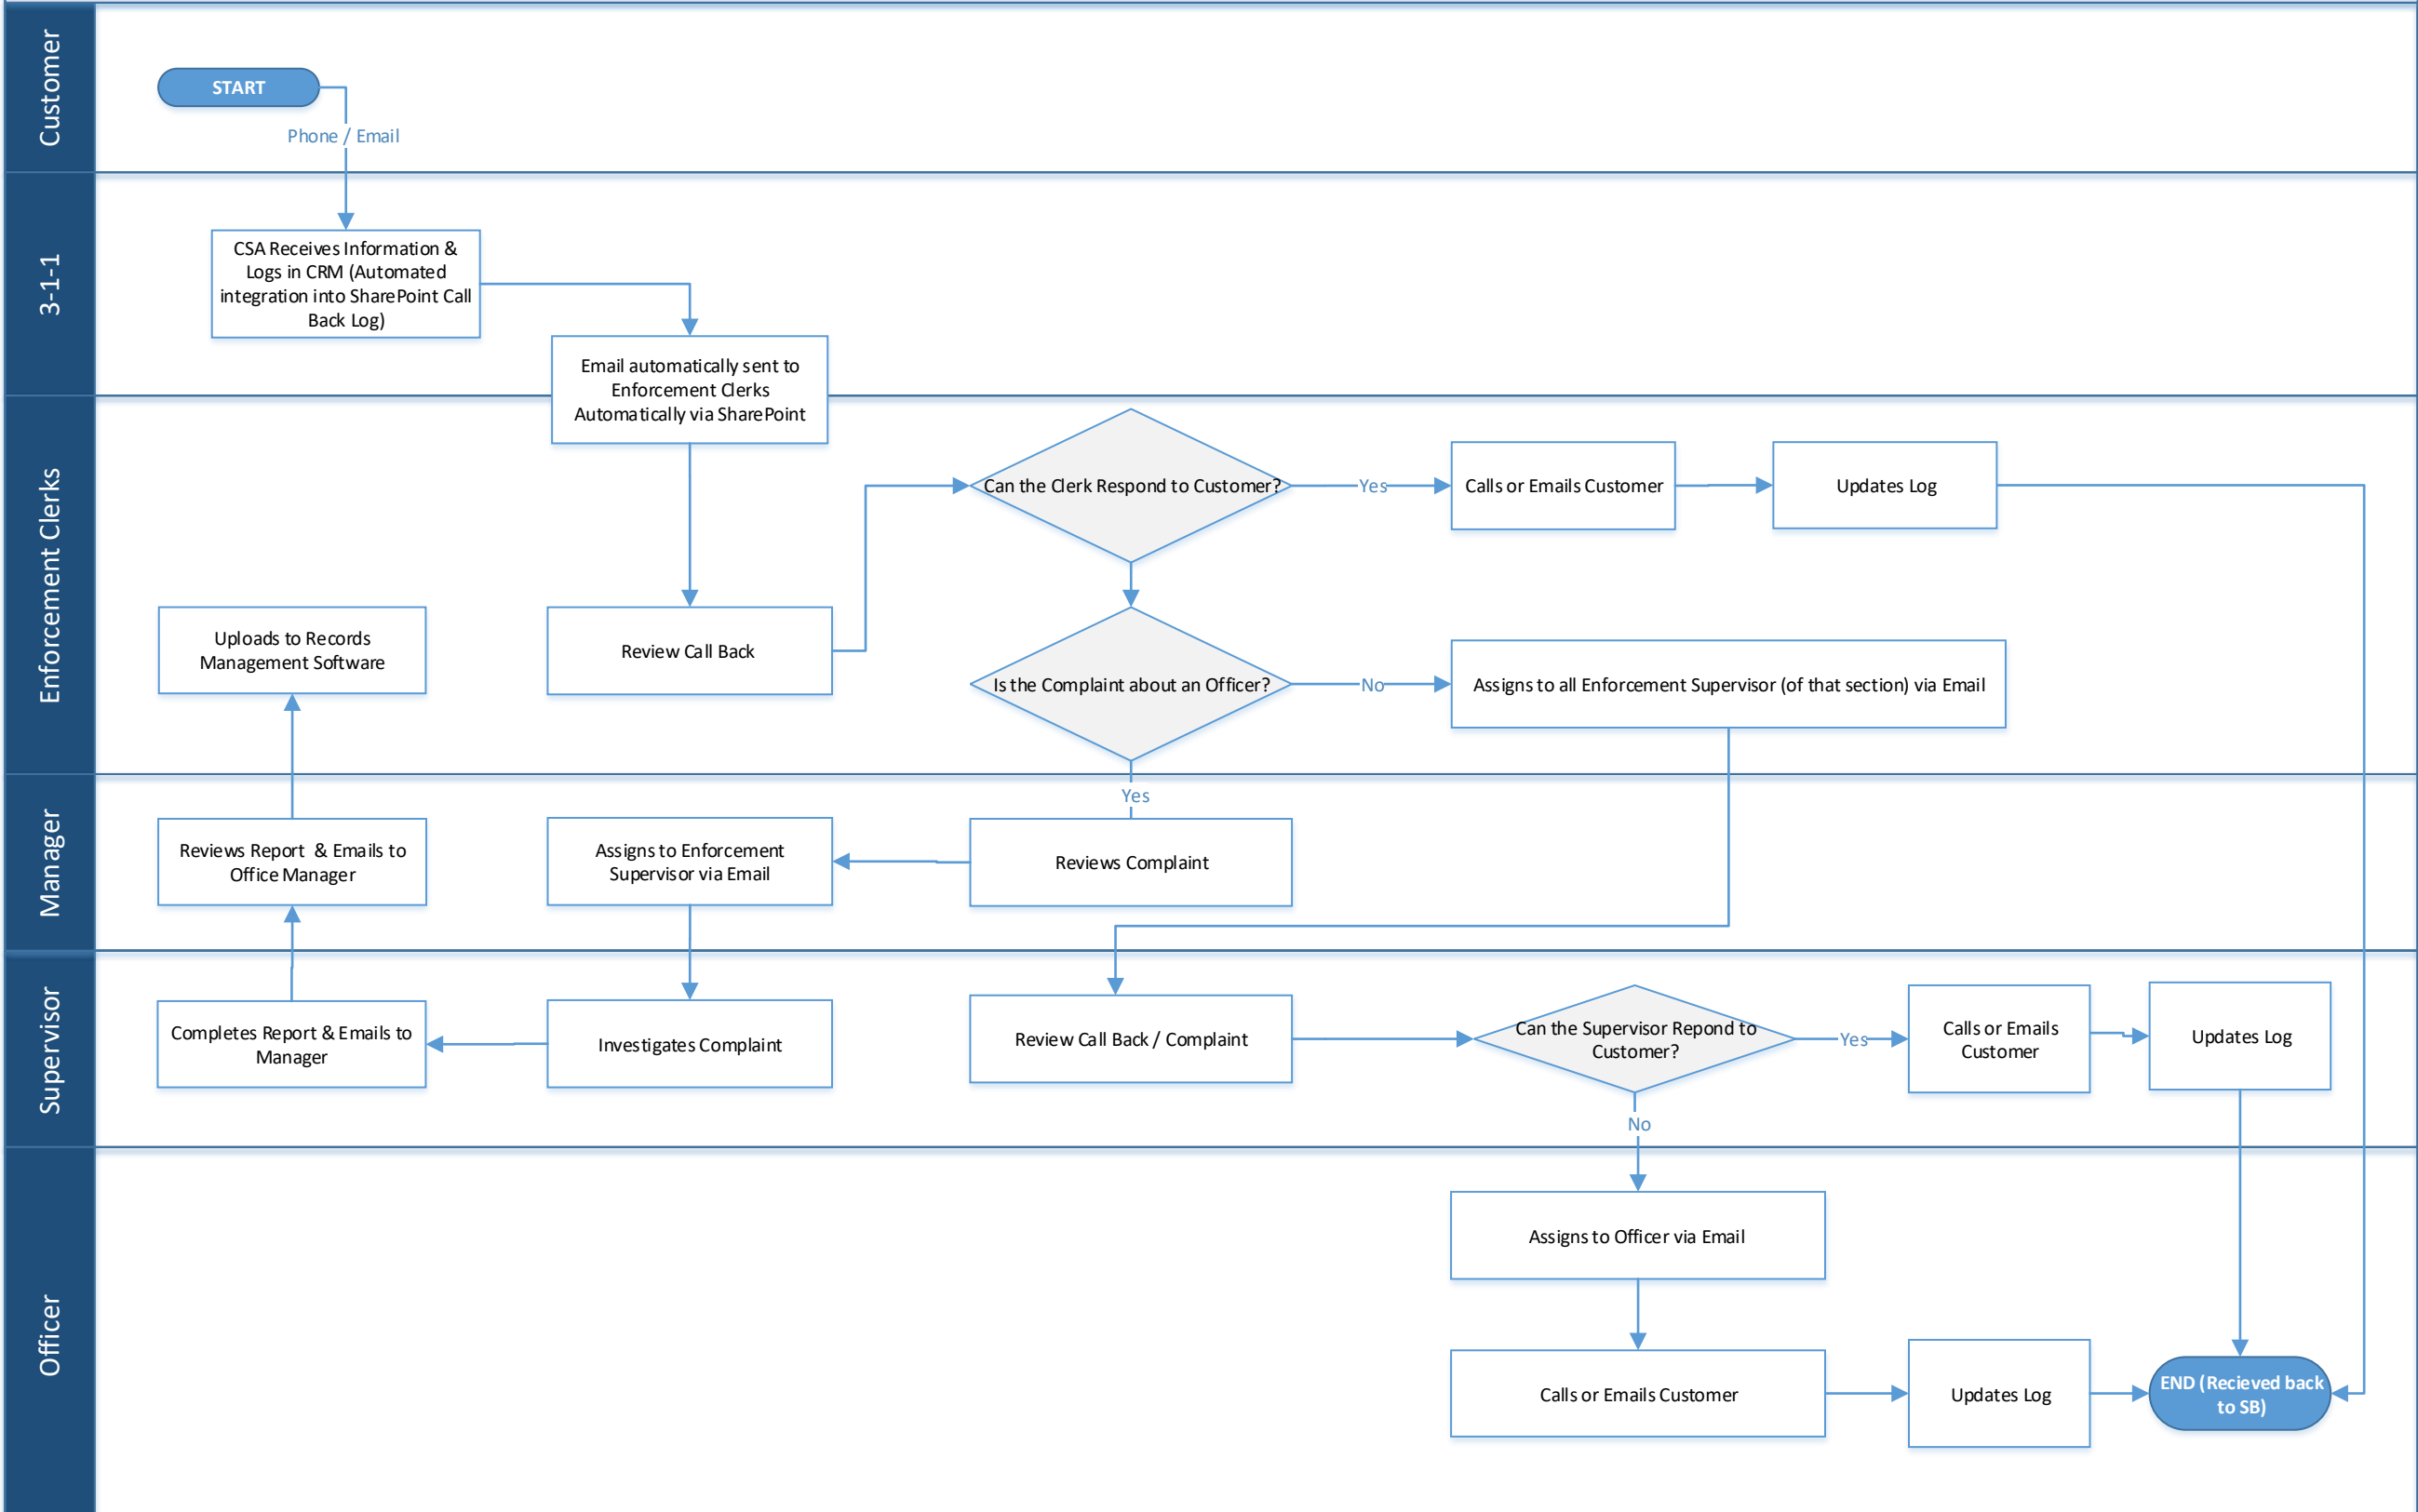 Customer
START
Phone / Email
3-1-1
CSA Receives Information &
Logs in CRM (Automated
integration into SharePoint Call
Back Log)
Email automatically sent to
Enforcement Clerks
Automatically via SharePoint
Enforcement Clerks
Can the Clerk Respond to Customer?
Yes
Calls or Emails Customer
Updates Log
Uploads to Records
Management Software
Review Call Back
Is the Complaint about an Officer?
No
Assigns to all Enforcement Supervisor (of that section) via Email
Manager
Yes
Reviews Report & Emails to
Office Manager
Assigns to Enforcement
Supervisor via Email
Reviews Complaint
Supervisor
Completes Report & Emails to
Manager
Investigates Complaint
Review Call Back / Complaint
Can the Supervisor Repond to
Customer?
Yes
Calls or Emails
Customer
Updates Log
No
Officer
Assigns to Officer via Email
Calls or Emails Customer
Updates Log
END (Recieved back
to SB)